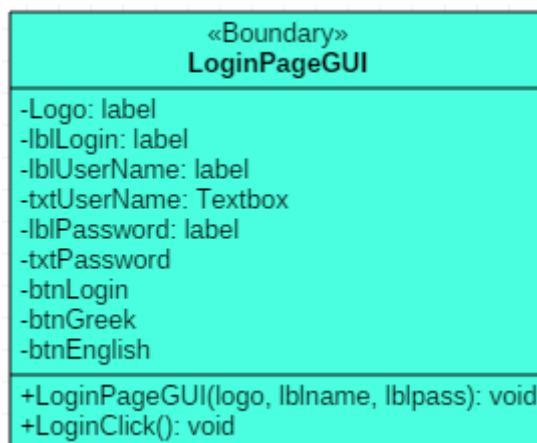 «Boundary»
LoginPageGUI
-Logo: label
-lblLogin: label
-lblUserName: label
-txtUserName: Textbox
-lblPassword: label
-txtPassword
-btnLogin
-btnGreek
-btnEnglish
+LoginPageGUI(logo, lblname, lblpass): void
+LoginClick(): void